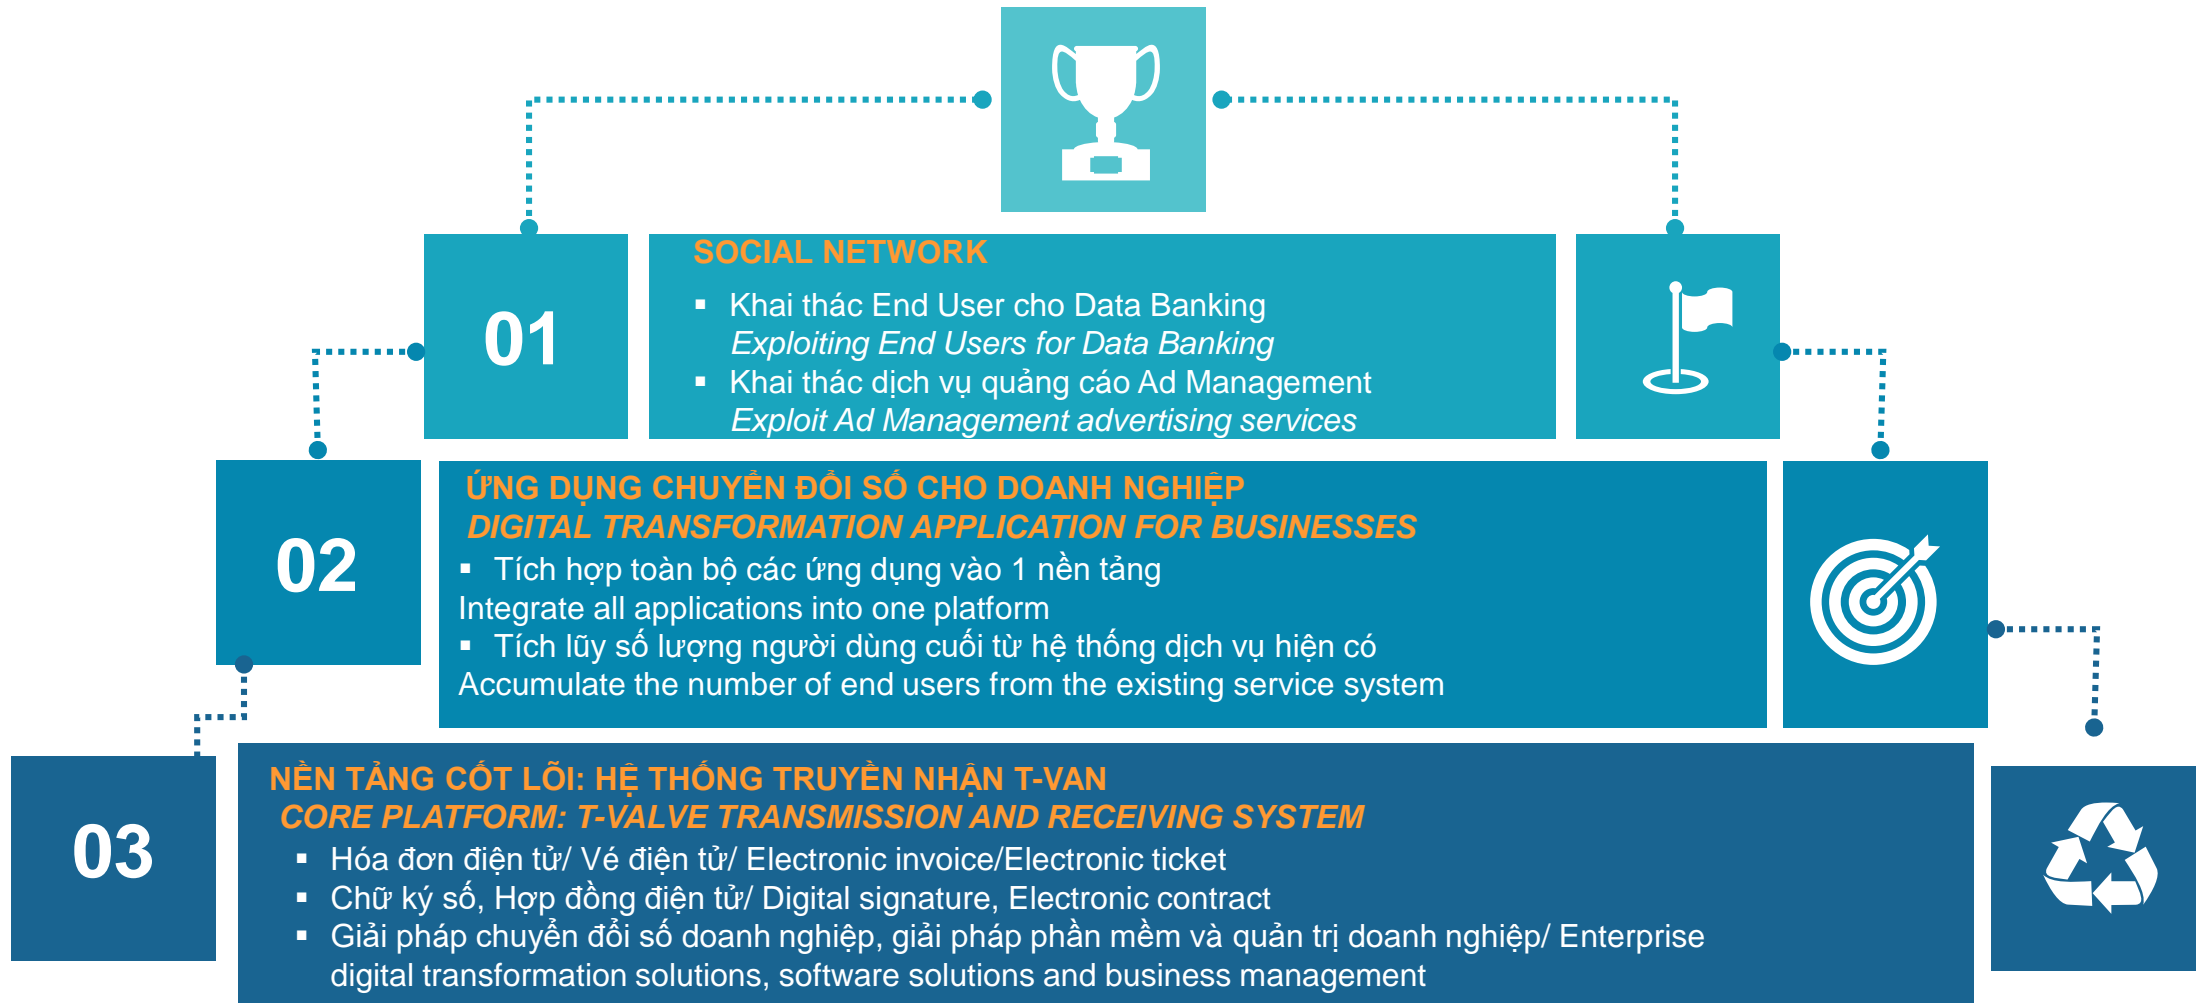 01
SOCIAL NETWORK
▪ Khai thác End User cho Data Banking
Exploiting End Users for Data Banking
▪ Khai thác dịch vụ quảng cáo Ad Management
Exploit Ad Management advertising services
02
ỨNG DỤNG CHUYỂN ĐỔI SỐ CHO DOANH NGHIỆP
DIGITAL TRANSFORMATION APPLICATION FOR BUSINESSES
▪ Tích hợp toàn bộ các ứng dụng vào 1 nền tảng
Integrate all applications into one platform
▪ Tích lũy số lượng người dùng cuối từ hệ thống dịch vụ hiện có
Accumulate the number of end users from the existing service system
03
NỀN TẢNG CỐT LÕI: HỆ THỐNG TRUYỀN NHẬN T-VAN
CORE PLATFORM: T-VALVE TRANSMISSION AND RECEIVING SYSTEM
▪ Hóa đơn điện tử/ Vé điện tử/ Electronic invoice/Electronic ticket
▪ Chữ ký số, Hợp đồng điện tử/ Digital signature, Electronic contract
▪ Giải pháp chuyển đổi số doanh nghiệp, giải pháp phần mềm và quản trị doanh nghiệp/ Enterprise
digital transformation solutions, software solutions and business management